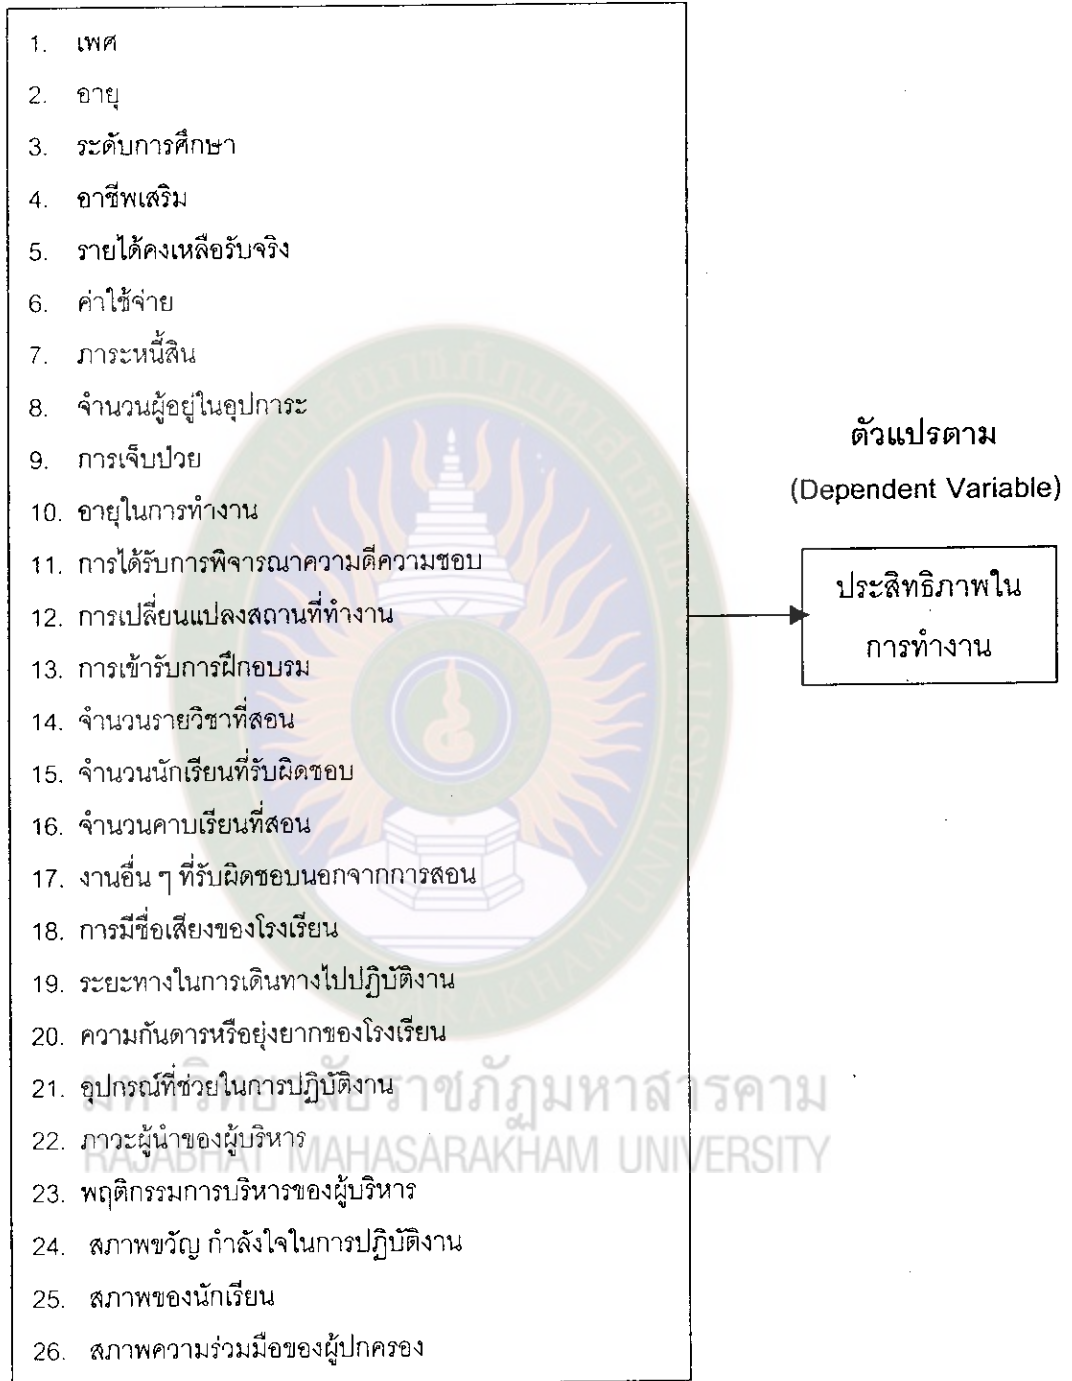 1. เพศ
2. อายุ
3. ระดับการศึกษา
4. อาชีพเสริม
5. รายได้คงเหลือรับจริง
6. ค่าใช้จ่าย
7. ภาระหนี้สิน
8. จำนวนผู้อยู่ในอุปการะ
9. การเจ็บป่วย
10. อายุในการทำงาน
11. การได้รับการพิจารณาความดีความชอบ
12. การเปลี่ยนแปลงสถานที่ทำงาน
13. การเข้ารับการฝึกอบรม
14. จำนวนรายวิชาที่สอน
15. จำนวนนักเรียนที่รับผิดชอบ
16. จำนวนคาบเรียนที่สอน
17. งานอื่น ๆ ที่รับผิดชอบนอกจากการสอน
18. การมีชื่อเสียงของโรงเรียน
19. ระยะทางในการเดินทางไปปฏิบัติงาน
20. ความกันดารหรือยุ่งยากของโรงเรียน
21. อุปกรณ์ที่ช่วยในการปฏิบัติงาน
22. ภาวะผู้นำของผู้บริหาร
23. พฤติกรรมการบริหารของผู้บริหาร
24. สภาพขวัญ กำลังใจในการปฏิบัติงาน
25. สภาพของนักเรียน
26. สภาพความร่วมมือของผู้ปกครอง
ตัวแปรตาม
(Dependent Variable)
ประสิทธิภาพใน
การทำงาน
มหาวิทยาลัยราชภัฏมหาสารคาม
RAJABHAT MAHASARAKHAM UNIVERSITY